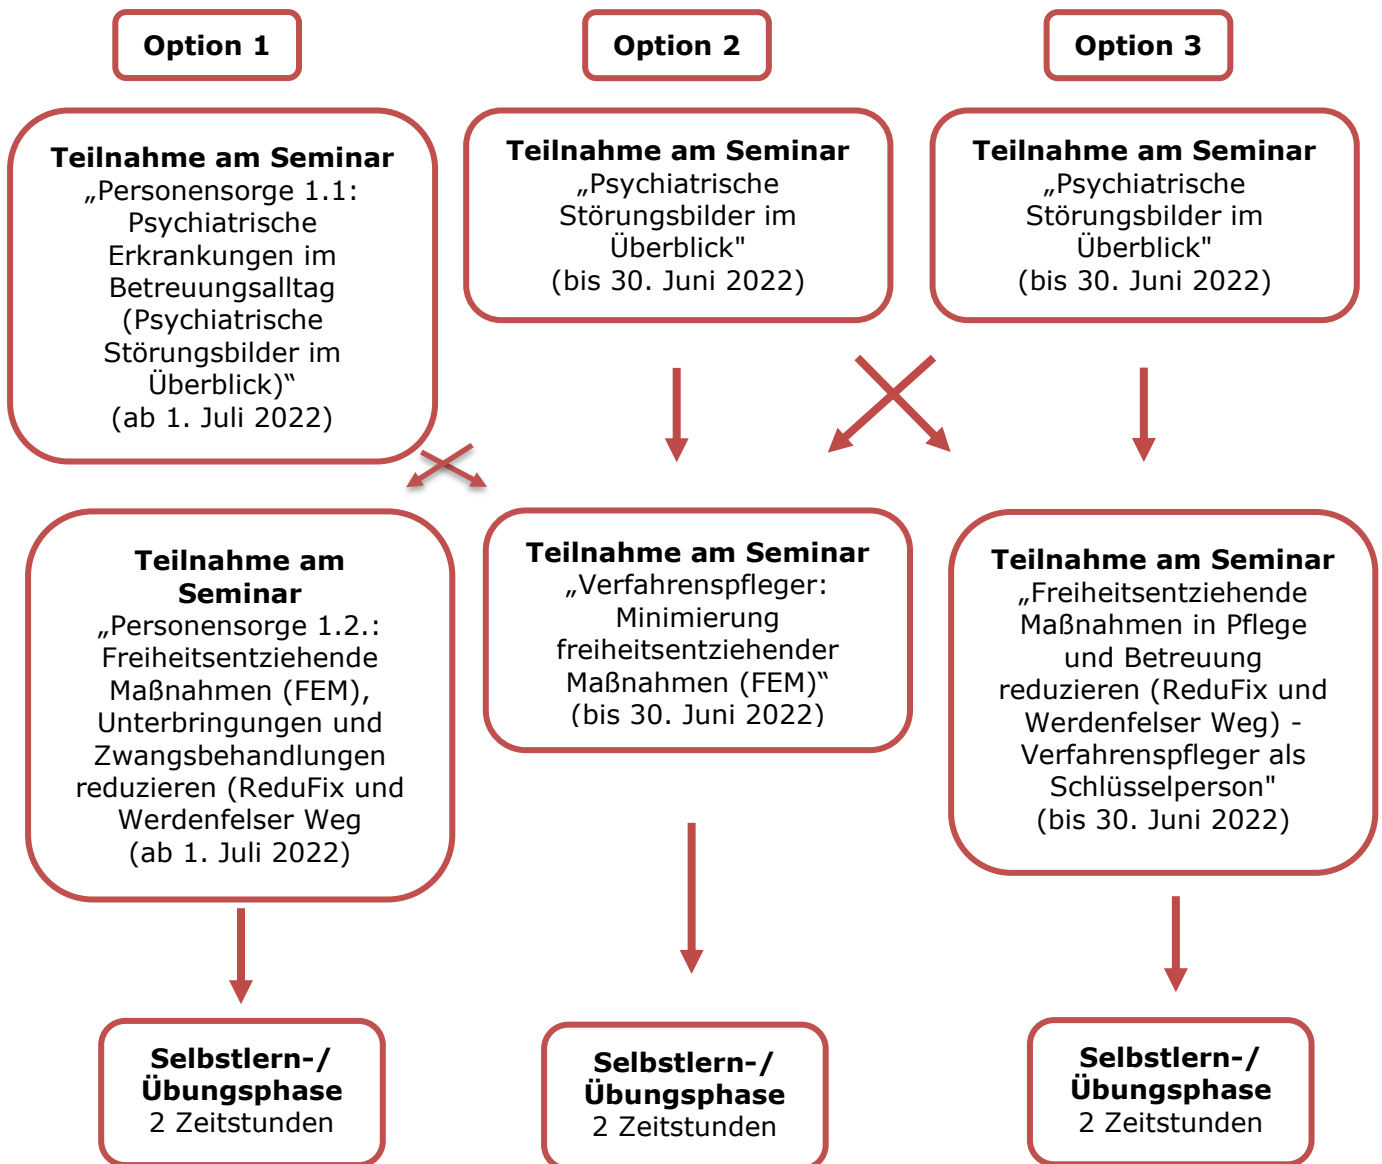 Option 1
Option 2
Option 3
Teilnahme am Seminar
„Personensorge 1.1:
Psychiatrische
Erkrankungen im
Betreuungsalltag
(Psychiatrische
Störungsbilder im
Überblick)“
(ab 1. Juli 2022)
Teilnahme am Seminar
„Psychiatrische
Störungsbilder im
Überblick"
(bis 30. Juni 2022)
Teilnahme am Seminar
„Psychiatrische
Störungsbilder im
Überblick"
(bis 30. Juni 2022)
Teilnahme am
Seminar
„Personensorge 1.2.:
Freiheitsentziehende
Maßnahmen (FEM),
Unterbringungen und
Zwangsbehandlungen
reduzieren (ReduFix und
Werdenfelser Weg
(ab 1. Juli 2022)
Teilnahme am Seminar
„Verfahrenspfleger:
Minimierung
freiheitsentziehender
Maßnahmen (FEM)“
(bis 30. Juni 2022)
Teilnahme am Seminar
„Freiheitsentziehende
Maßnahmen in Pflege
und Betreuung
reduzieren (ReduFix und
Werdenfelser Weg) -
Verfahrenspfleger als
Schlüsselperson"
(bis 30. Juni 2022)
Selbstlern-/
Übungsphase
2 Zeitstunden
Selbstlern-/
Übungsphase
2 Zeitstunden
Selbstlern-/
Übungsphase
2 Zeitstunden